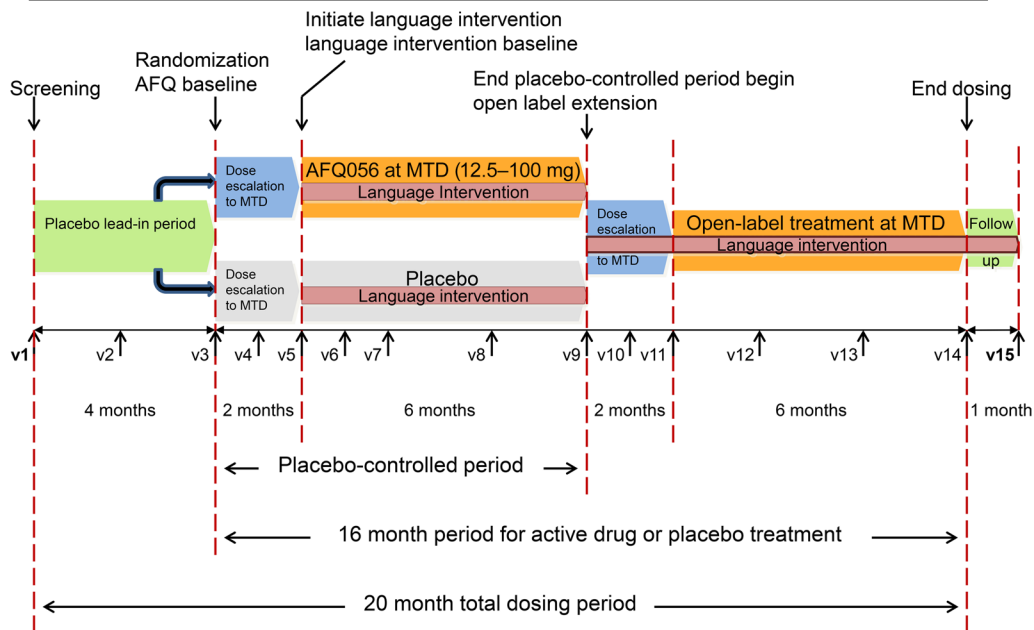 Initiate language intervention
language intervention baseline
Randomization
AFQ baseline
Screening
End placebo-controlled period begin
open label extension
End dosing
Placebo lead-in period
Dose
escalation
to MTD
AFQ056 at MTD (12.5–100 mg)
Language Intervention
Dose
escalation
to MTD
Placebo
Language intervention
Dose
escalation
to MTD
Open-label treatment at MTD
Language intervention
Follow
up
v1 v2 v3 v4 v5 v6 v7 v8 v9 v10 v11 v12 v13 v14 v15
4 months 2 months 6 months 2 months 6 months 1 month
Placebo-controlled period
16 month period for active drug or placebo treatment
20 month total dosing period